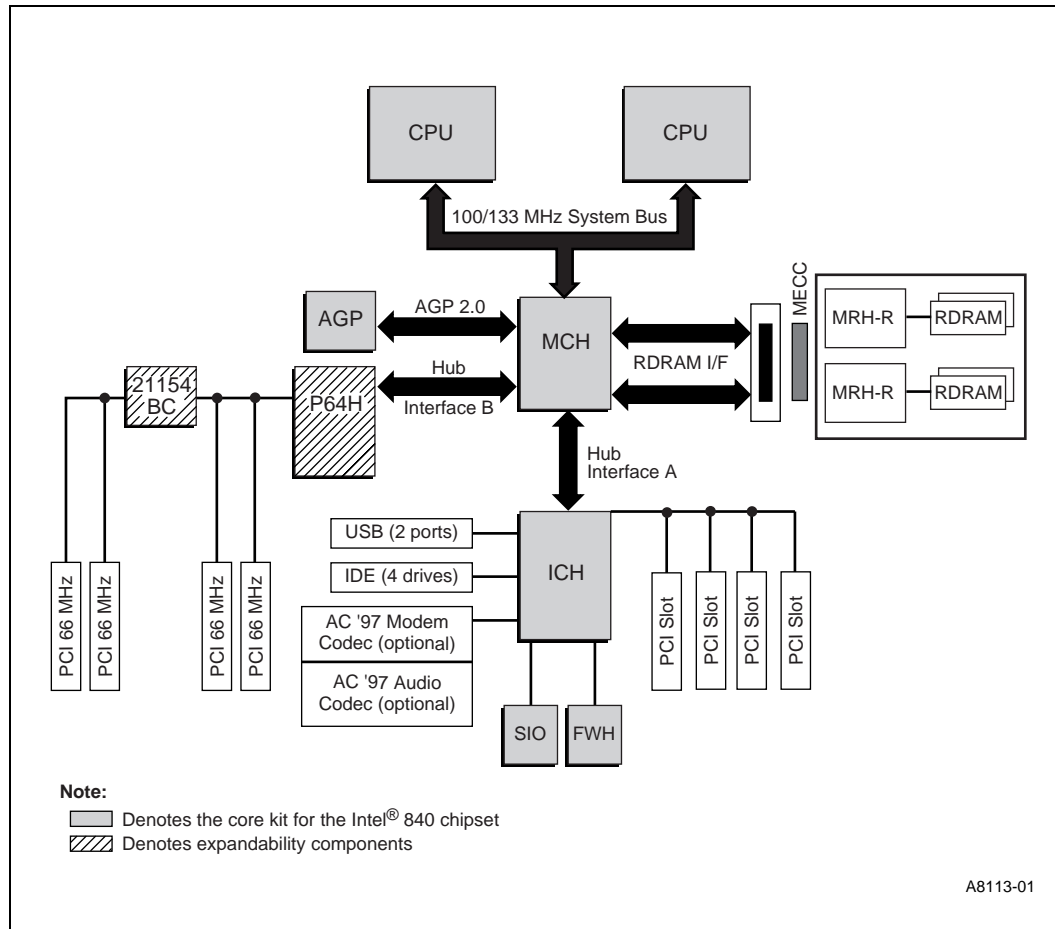 CPU
CPU
100/133 MHz System Bus
MECC
AGP
AGP 2.0
MCH
RDRAM I/F
MRH-R
RDRAM
MRH-R
RDRAM
21154
BC
P64H
Hub
Interface B
Hub
Interface A
USB (2 ports)
IDE (4 drives)
AC '97 Modem
Codec (optional)
AC '97 Audio
Codec (optional)
ICH
PCI 66 MHz
PCI 66 MHz
PCI 66 MHz
PCI 66 MHz
PCI Slot
PCI Slot
PCI Slot
PCI Slot
SIO
FWH
Note:
Denotes the core kit for the Intel® 840 chipset
Denotes expandability components
A8113-01